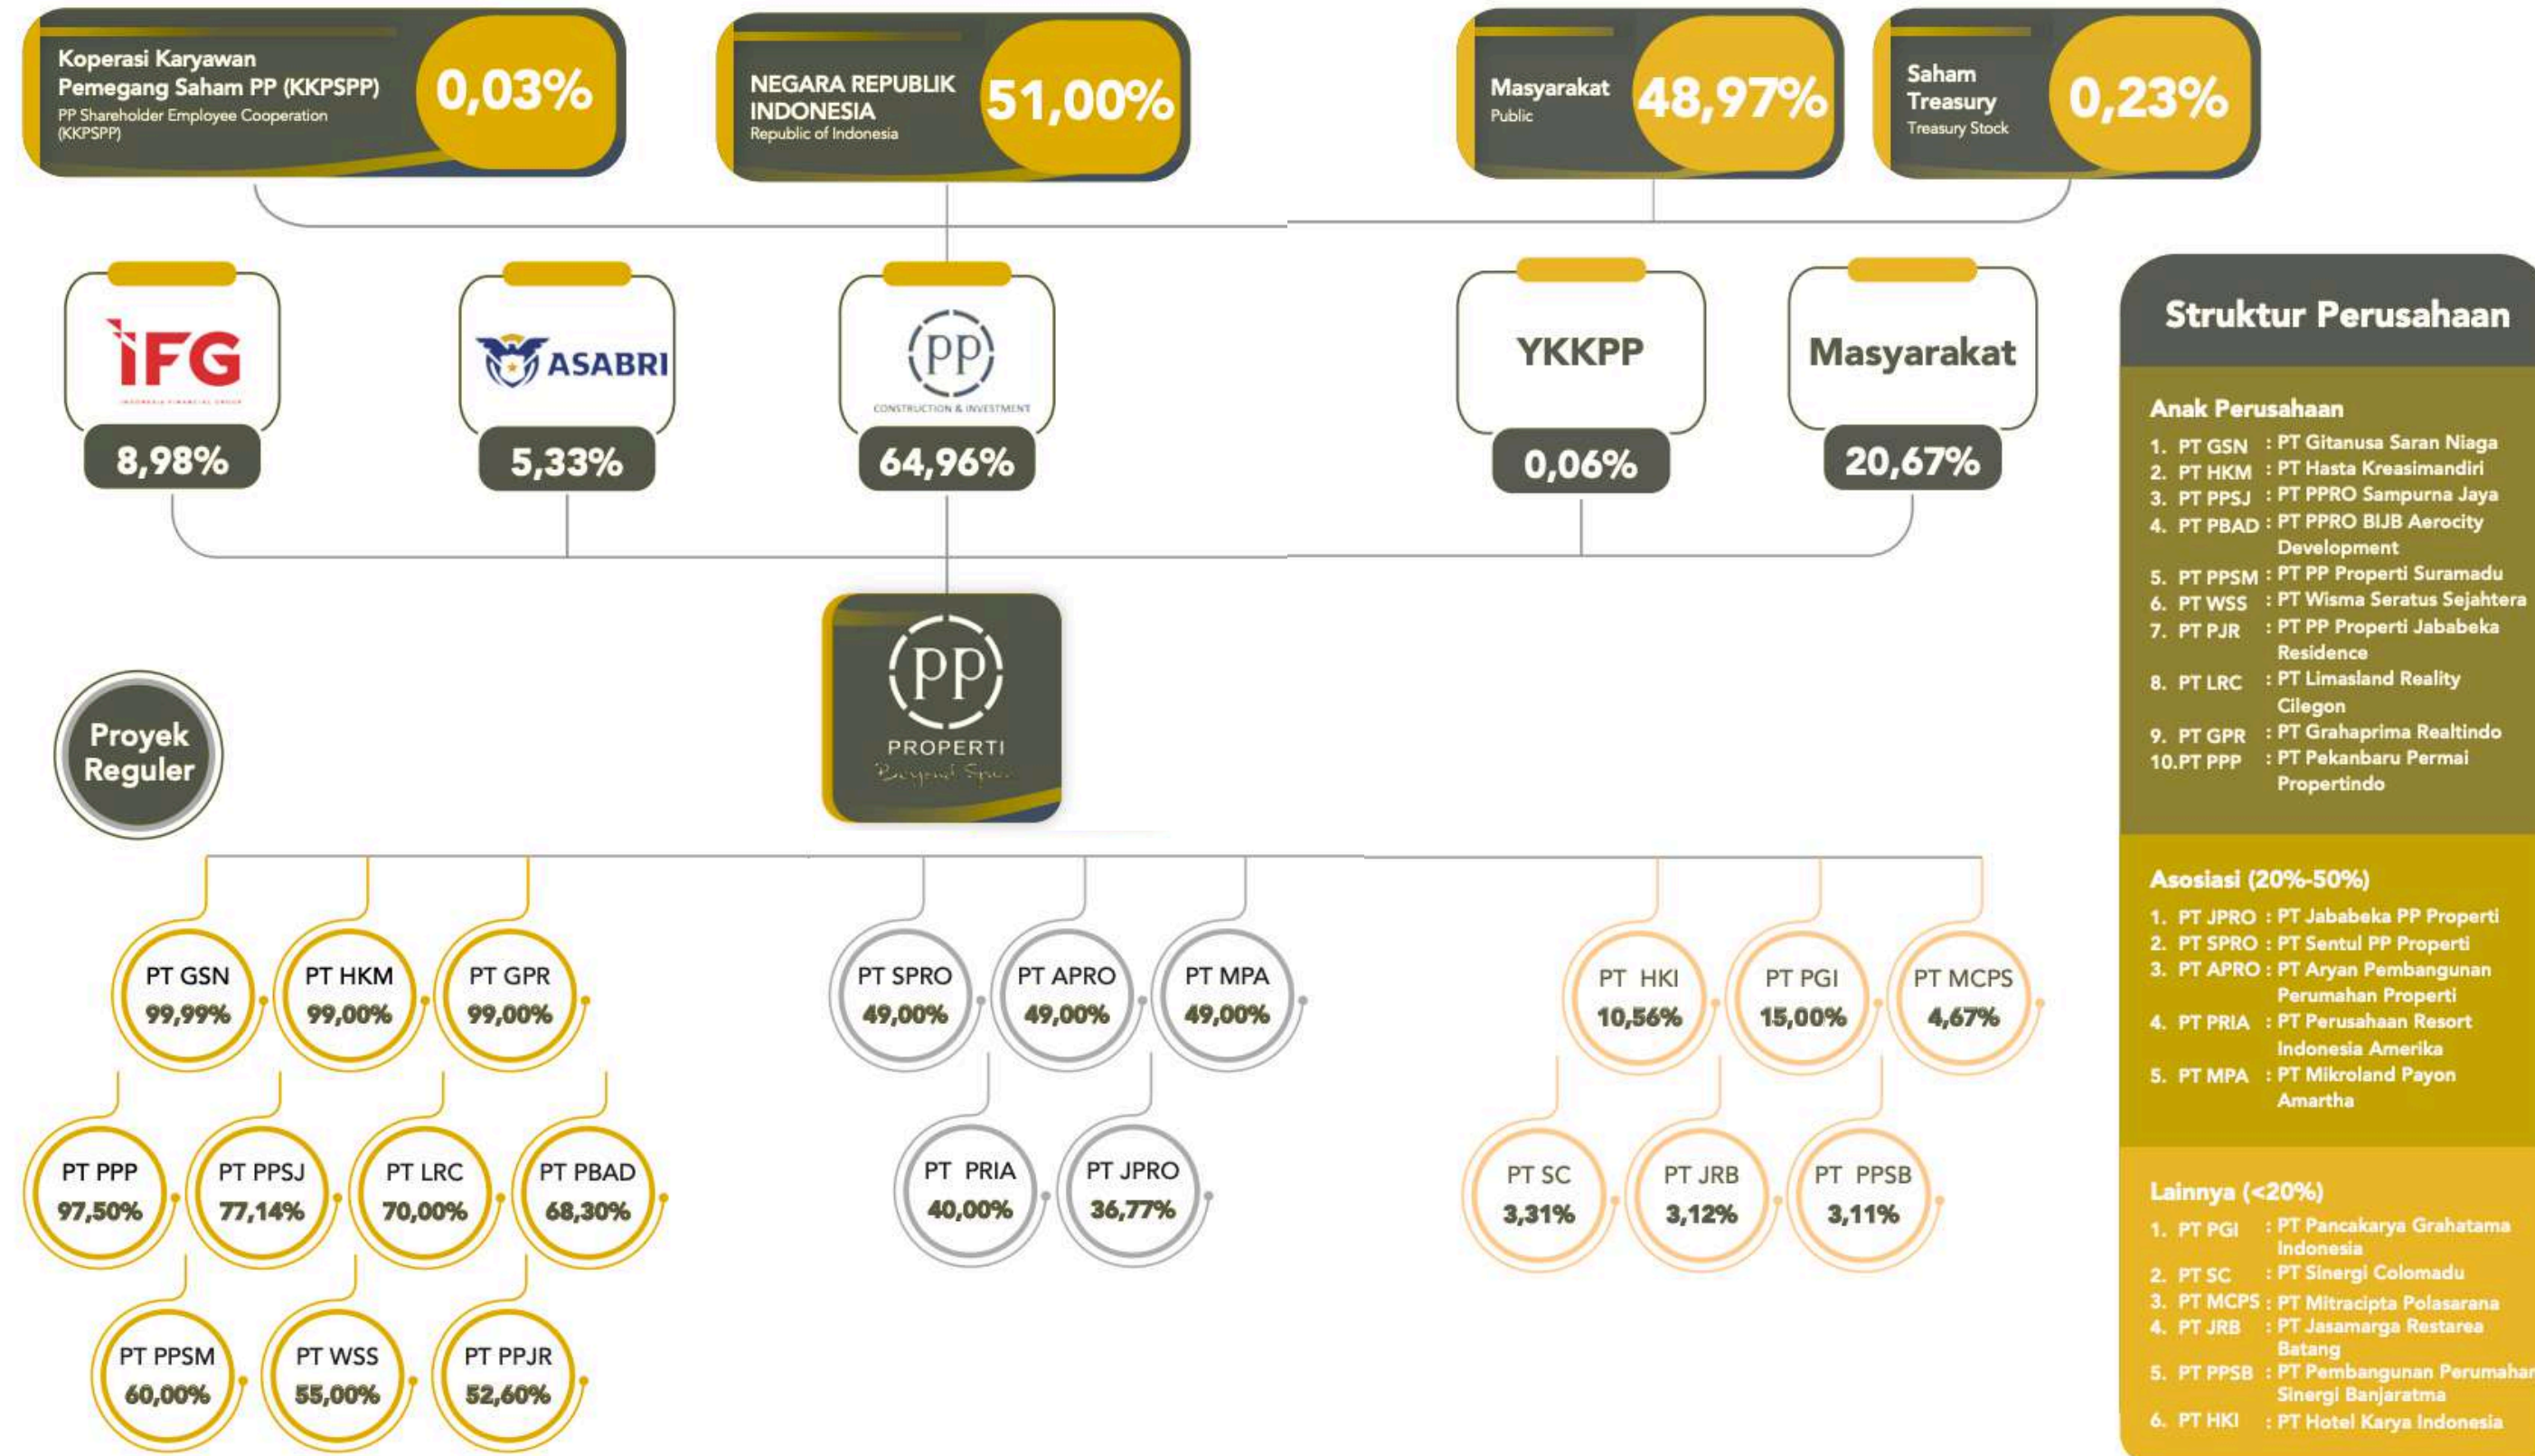 Koperasi Karyawan
Pemegang Saham PP (KKPSPP)
PP Shareholder Employee Cooperation
(KKPSPP)
0,03%
NEGARA REPUBLIK
INDONESIA
Republic of Indonesia
51,00%
Masyarakat
Public
48,97%
Saham
Treasury
Treasury Stock
0,23%
IFG
INDONESIA FINANCIAL GROUP
8,98%
ASABRI
5,33%
pp
CONSTRUCTION & INVESTMENT
64,96%
YKKPP
0,06%
Masyarakat
20,67%
pp
PROPERTI
Proyek
Reguler
PT GSN
99,99%
PT HKM
99,00%
PT GPR
99,00%
PT PPP
97,50%
PT PPSJ
77,14%
PT LRC
70,00%
PT PBAD
68,30%
PT PPSM
60,00%
PT WSS
55,00%
PT PPJR
52,60%
PT SPRO
49,00%
PT APRO
49,00%
PT MPA
49,00%
PT PRIA
40,00%
PT JPRO
36,77%
PT HKI
10,56%
PT PGI
15,00%
PT MCPS
4,67%
PT SC
3,31%
PT JRB
3,12%
PT PPSB
3,11%
Struktur Perusahaan
Anak Perusahaan
1. PT GSN : PT Gitanusa Saran Niaga
2. PT HKM : PT Hasta Kreasimandiri
3. PT PPSJ : PT PPRO Sampurna Jaya
4. PT PBAD : PT PPRO BIJB Aerocity
Development
5. PT PPSM : PT PP Properti Suramadu
6. PT WSS : PT Wisma Seratus Sejahtera
7. PT PJR : PT PP Properti Jababeka
Residence
8. PT LRC : PT Limasland Reality
Cilegon
9. PT GPR : PT Grahaprima Realtindo
10.PT PPP : PT Pekanbaru Permai
Propertindo
Asosiasi (20%-50%)
1. PT JPRO : PT Jababeka PP Properti
2. PT SPRO : PT Sentul PP Properti
3. PT APRO : PT Aryan Pembangunan
Perumahan Properti
4. PT PRIA : PT Perusahaan Resort
Indonesia Amerika
5. PT MPA : PT Mikroland Payon
Amartha
Lainnya (<20%)
1. PT PGI : PT Pancakarya Grahatama
Indonesia
2. PT SC : PT Sinergi Colomadu
3. PT MCPS : PT Mitracipta Polasarana
4. PT JRB : PT Jasamarga Restarea
Batang
5. PT PPSB : PT Pembangunan Perumahan
Sinergi Banjaratma
6. PT HKI : PT Hotel Karya Indonesia